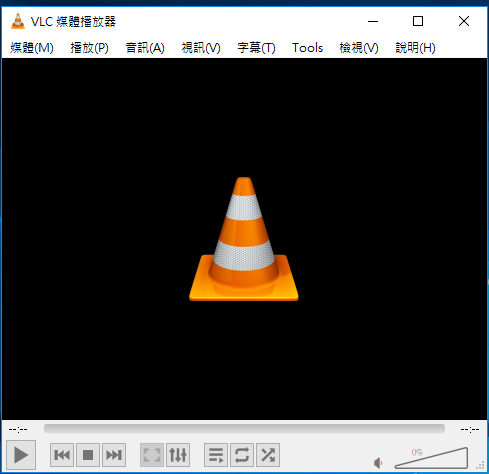 VLC 媒體播放器
媒體(M) 播放(P) 音訊(A) 視訊(V) 字幕(T) Tools 檢視(V) 說明(H)
--:-- --:--
0%